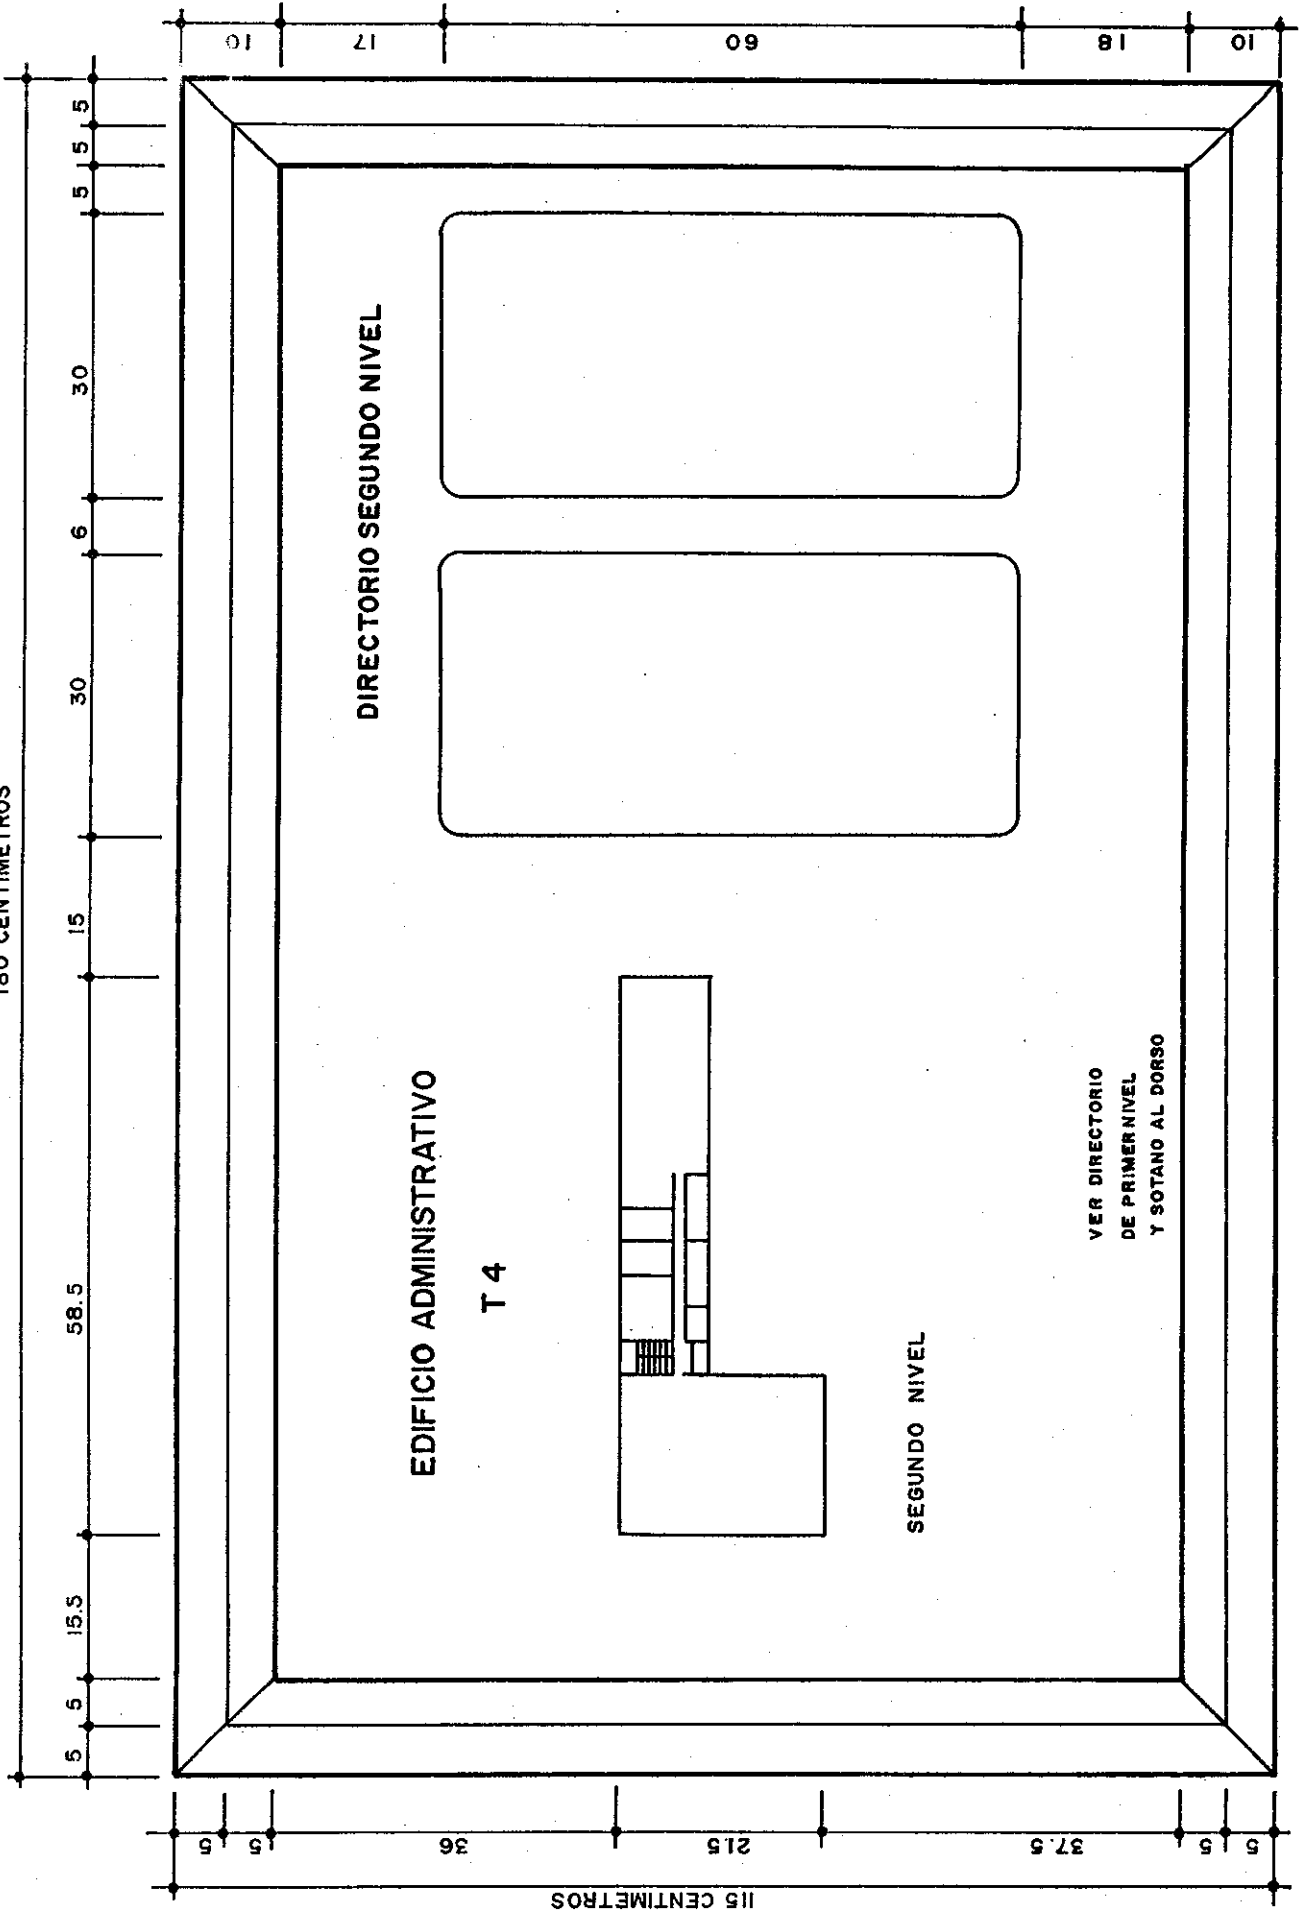 180 CENTIMETROS
5
5
15.5
58.5
15
30
6
30
5
5
5
115 CENTIMETROS
5
5
36
21.5
37.5
5
5
10
17
60
18
10
EDIFICIO ADMINISTRATIVO
T 4
DIRECTORIO SEGUNDO NIVEL
SEGUNDO NIVEL
VER DIRECTORIO
DE PRIMER NIVEL
Y SOTANO AL DORSO